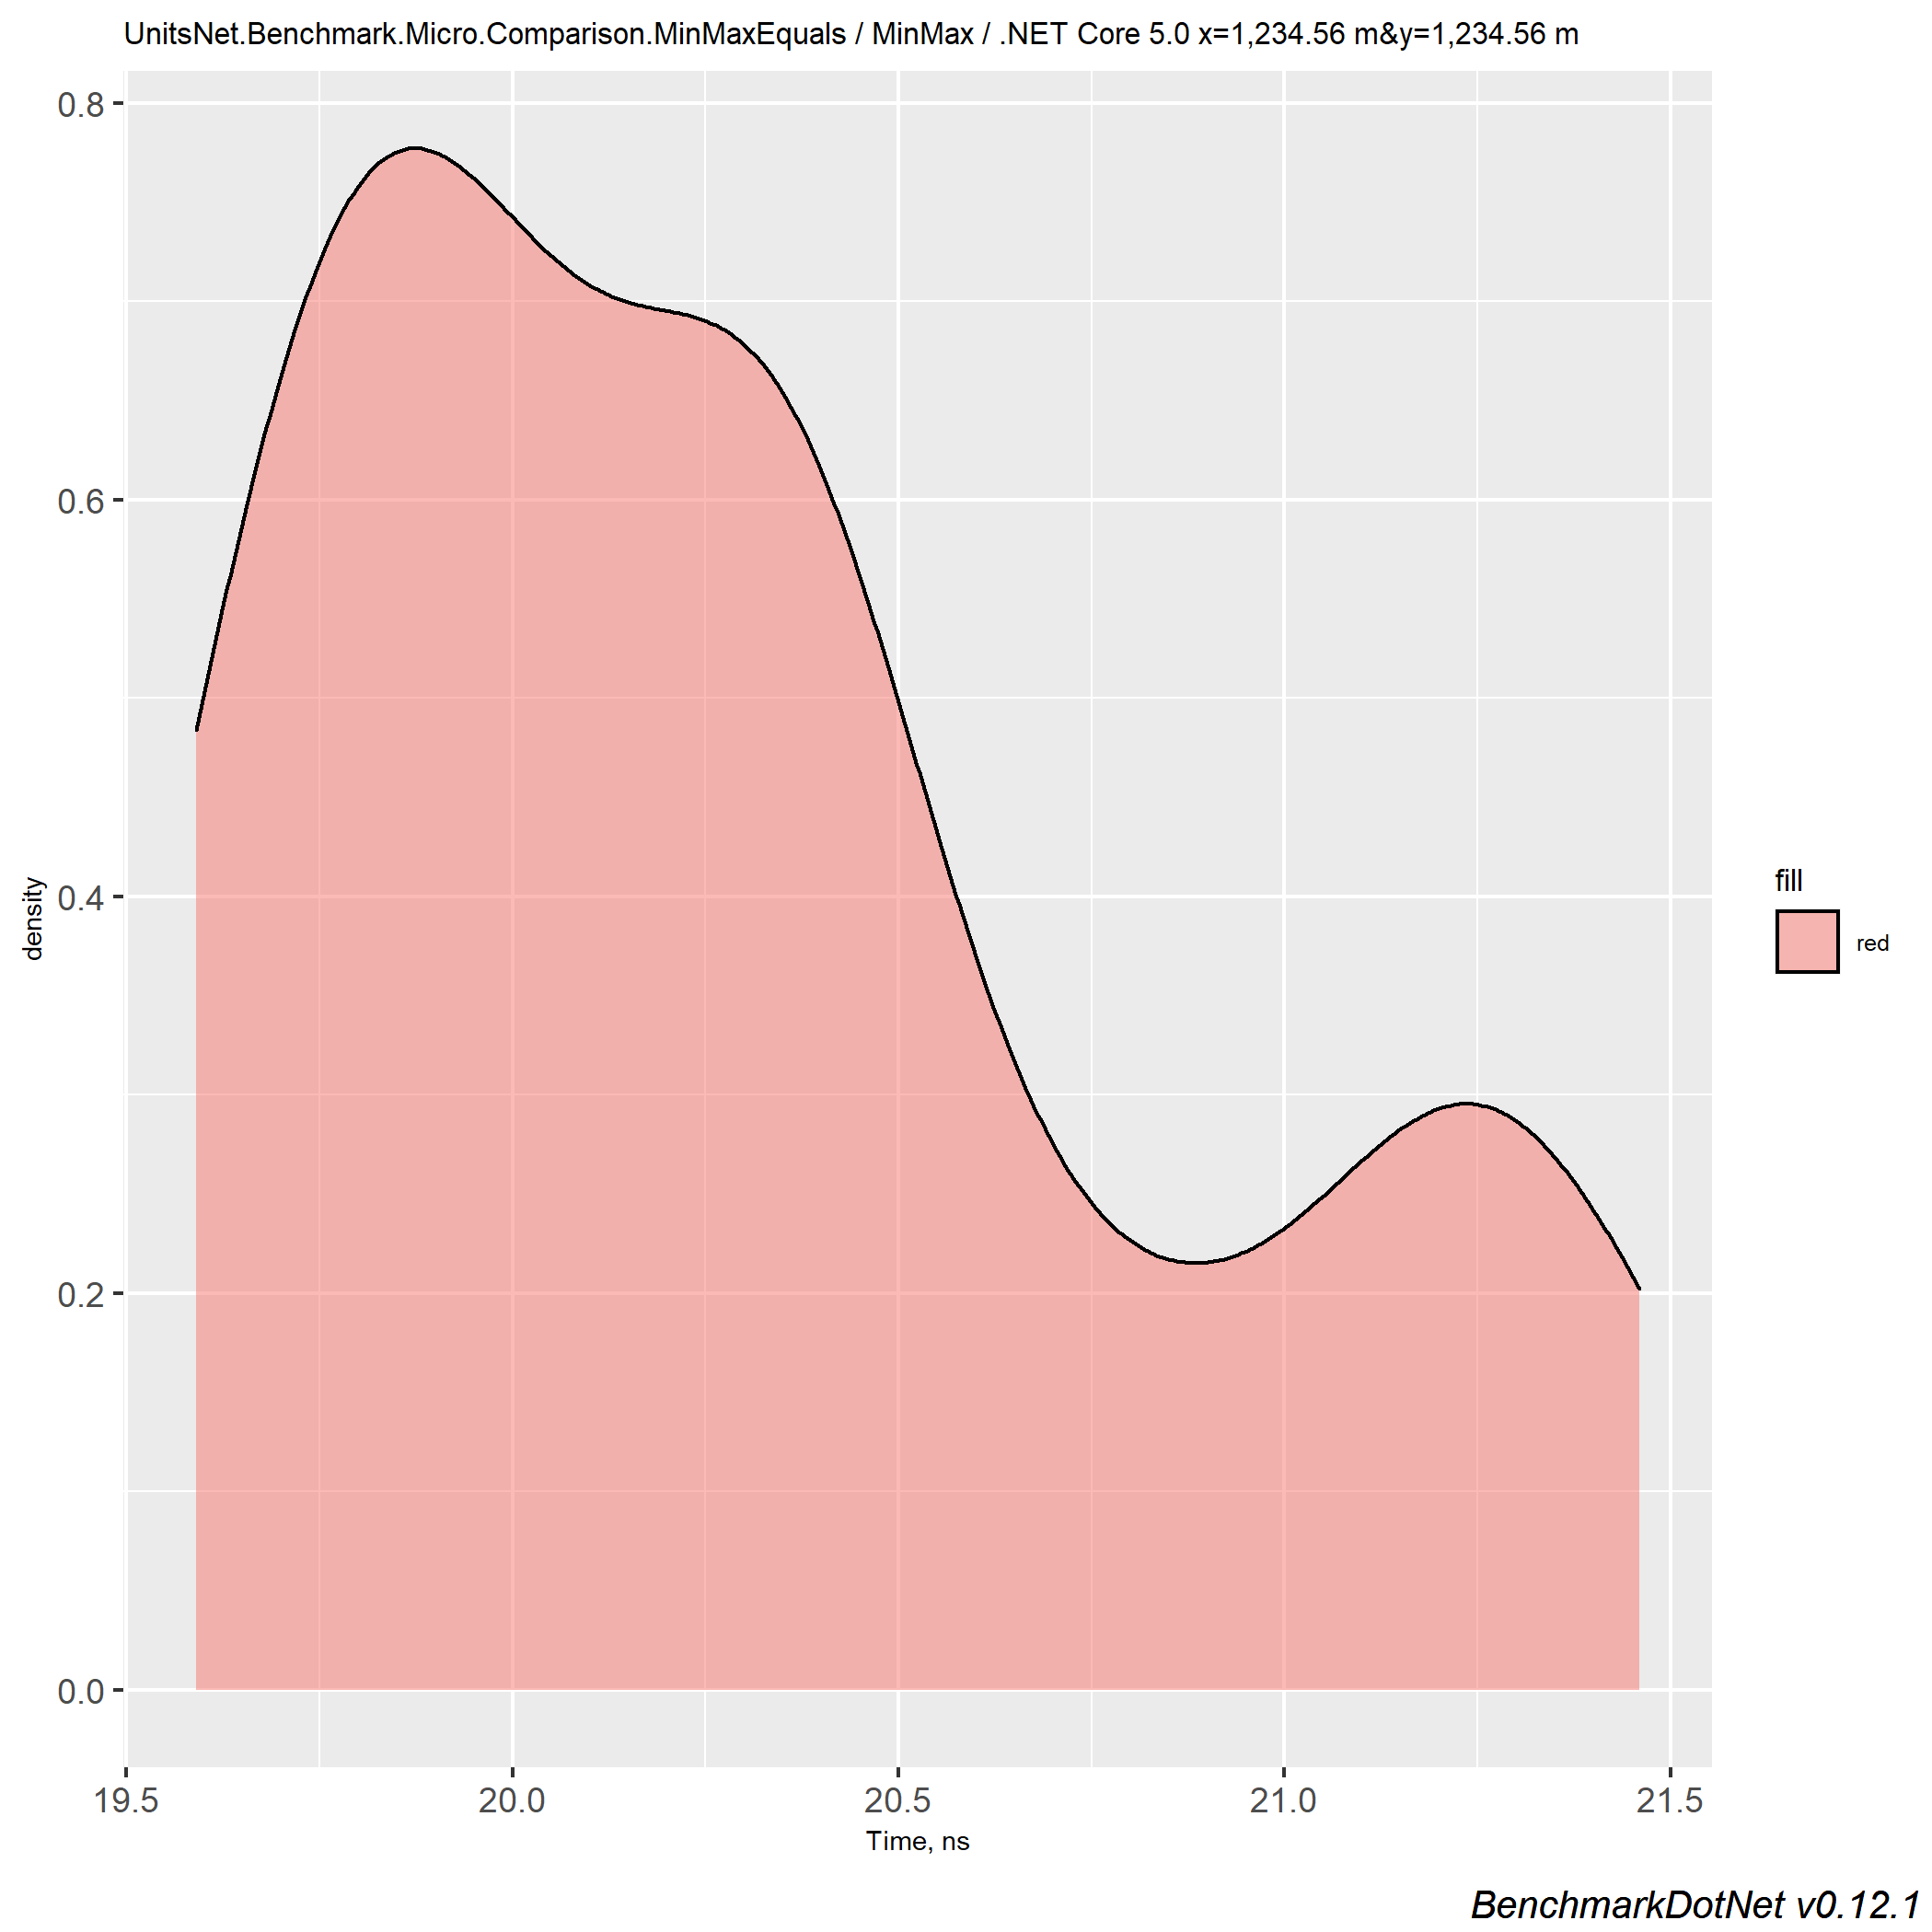 UnitsNet.Benchmark.Micro.Comparison.MinMaxEquals / MinMax / .NET Core 5.0 x=1,234.56 m&y=1,234.56 m
0.8
0.6
0.4
0.2
0.0
density
19.5 20.0 20.5 21.0 21.5
Time, ns
fill
red
BenchmarkDotNet v0.12.1